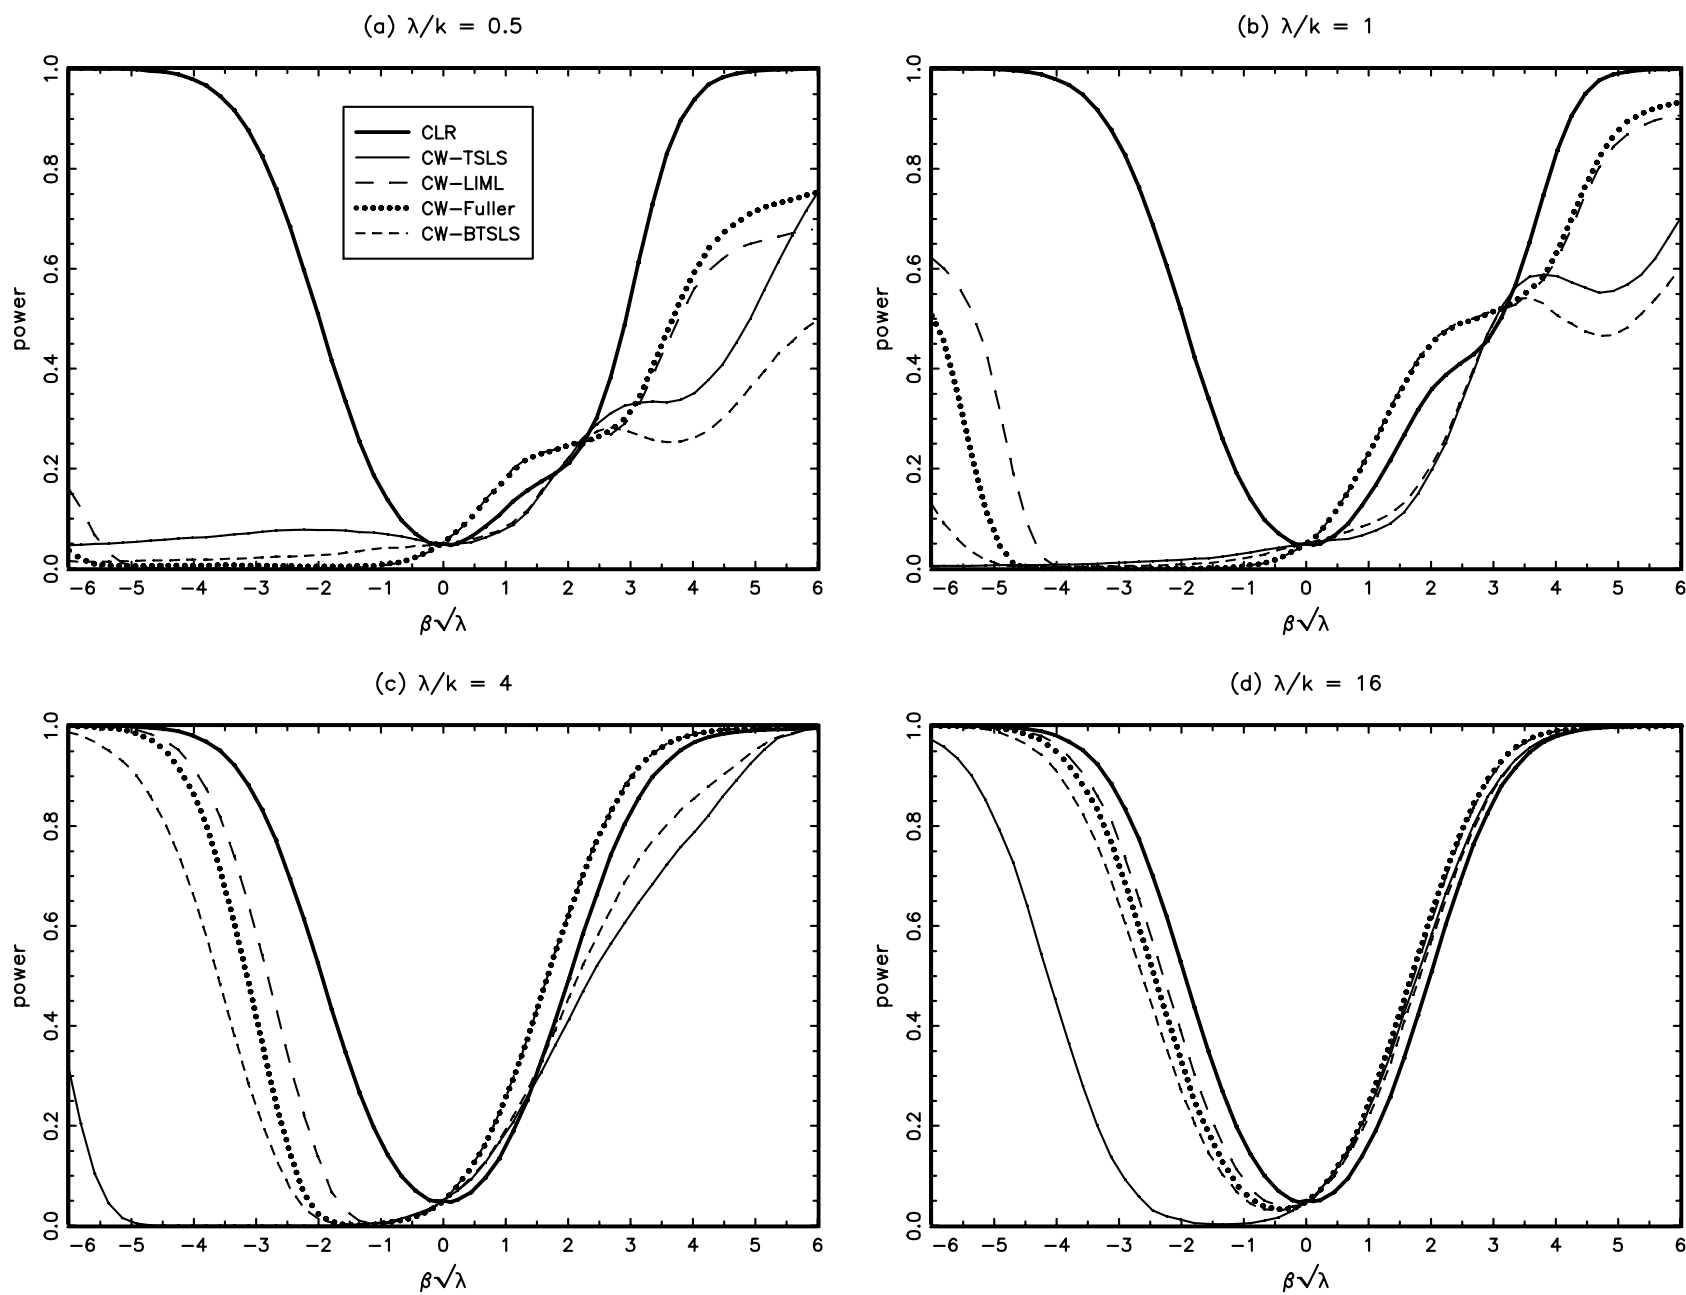 (a) λ/k = 0.5
power
0.0 0.2 0.4 0.6 0.8 1.0
CLR
CW–TSLS
CW–LIML
CW–Fuller
CW–BTSLS
−6 −5 −4 −3 −2 −1 0 1 2 3 4 5 6
β√λ
(b) λ/k = 1
power
0.0 0.2 0.4 0.6 0.8 1.0
−6 −5 −4 −3 −2 −1 0 1 2 3 4 5 6
β√λ
(c) λ/k = 4
power
0.0 0.2 0.4 0.6 0.8 1.0
−6 −5 −4 −3 −2 −1 0 1 2 3 4 5 6
β√λ
(d) λ/k = 16
power
0.0 0.2 0.4 0.6 0.8 1.0
−6 −5 −4 −3 −2 −1 0 1 2 3 4 5 6
β√λ